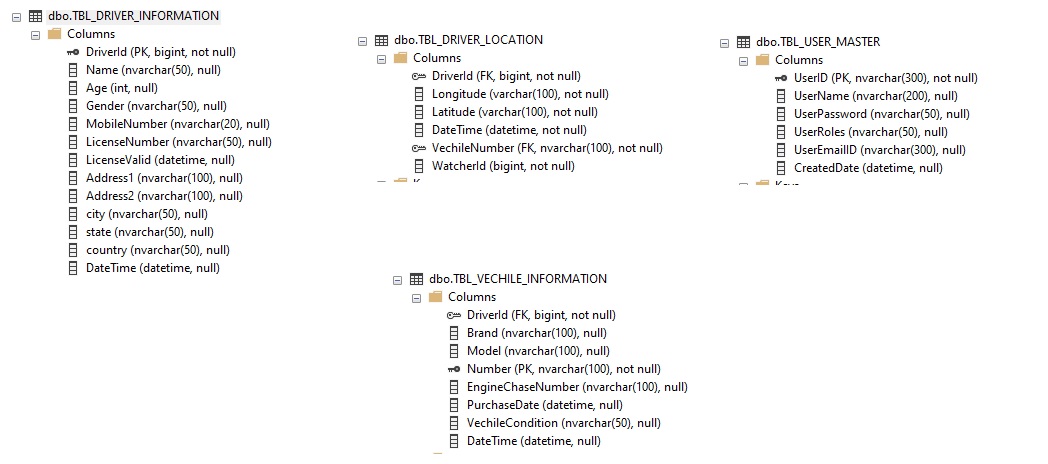 dbo.TBL_DRIVER_INFORMATION
Columns
DriverId (PK, bigint, not null)
Name (nvarchar(50), null)
Age (int, null)
Gender (nvarchar(50), null)
MobileNumber (nvarchar(20), null)
LicenseNumber (nvarchar(50), null)
LicenseValid (datetime, null)
Address1 (nvarchar(100), null)
Address2 (nvarchar(100), null)
city (nvarchar(50), null)
state (nvarchar(50), null)
country (nvarchar(50), null)
DateTime (datetime, null)
dbo.TBL_DRIVER_LOCATION
Columns
DriverId (FK, bigint, not null)
Longitude (varchar(100), not null)
Latitude (varchar(100), not null)
DateTime (datetime, not null)
VechileNumber (FK, nvarchar(100), not null)
WatcherId (bigint, not null)
dbo.TBL_USER_MASTER
Columns
UserID (PK, nvarchar(300), not null)
UserName (nvarchar(200), null)
UserPassword (nvarchar(50), null)
UserRoles (nvarchar(50), null)
UserEmailID (nvarchar(300), null)
CreatedDate (datetime, null)
dbo.TBL_VECHILE_INFORMATION
Columns
DriverId (FK, bigint, not null)
Brand (nvarchar(100), null)
Model (nvarchar(100), null)
Number (PK, nvarchar(100), not null)
EngineChaseNumber (nvarchar(100), null)
PurchaseDate (datetime, null)
VechileCondition (nvarchar(50), null)
DateTime (datetime, null)